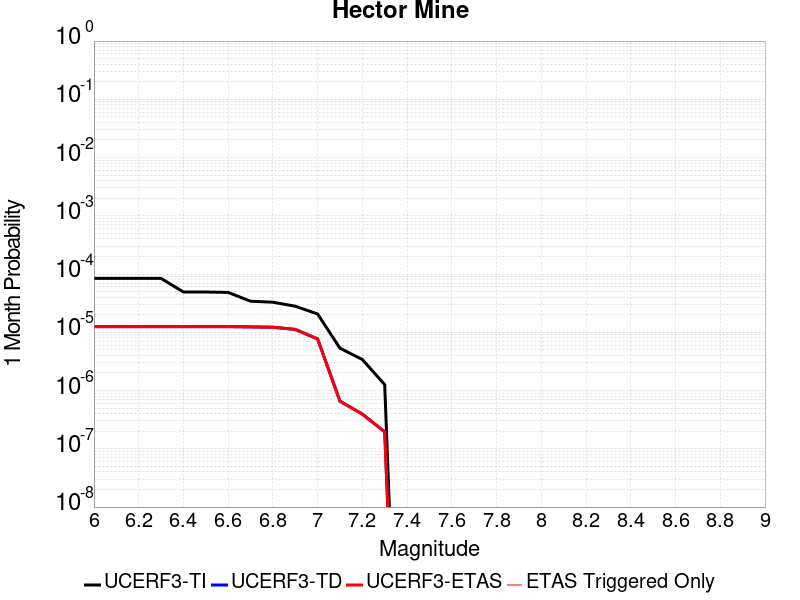 Hector Mine
10^0
10^-1
10^-2
10^-3
10^-4
10^-5
10^-6
10^-7
10^-8
1 Month Probability
6 6.2 6.4 6.6 6.8 7 7.2 7.4 7.6 7.8 8 8.2 8.4 8.6 8.8 9
Magnitude
UCERF3-TI UCERF3-TD UCERF3-ETAS ETAS Triggered Only